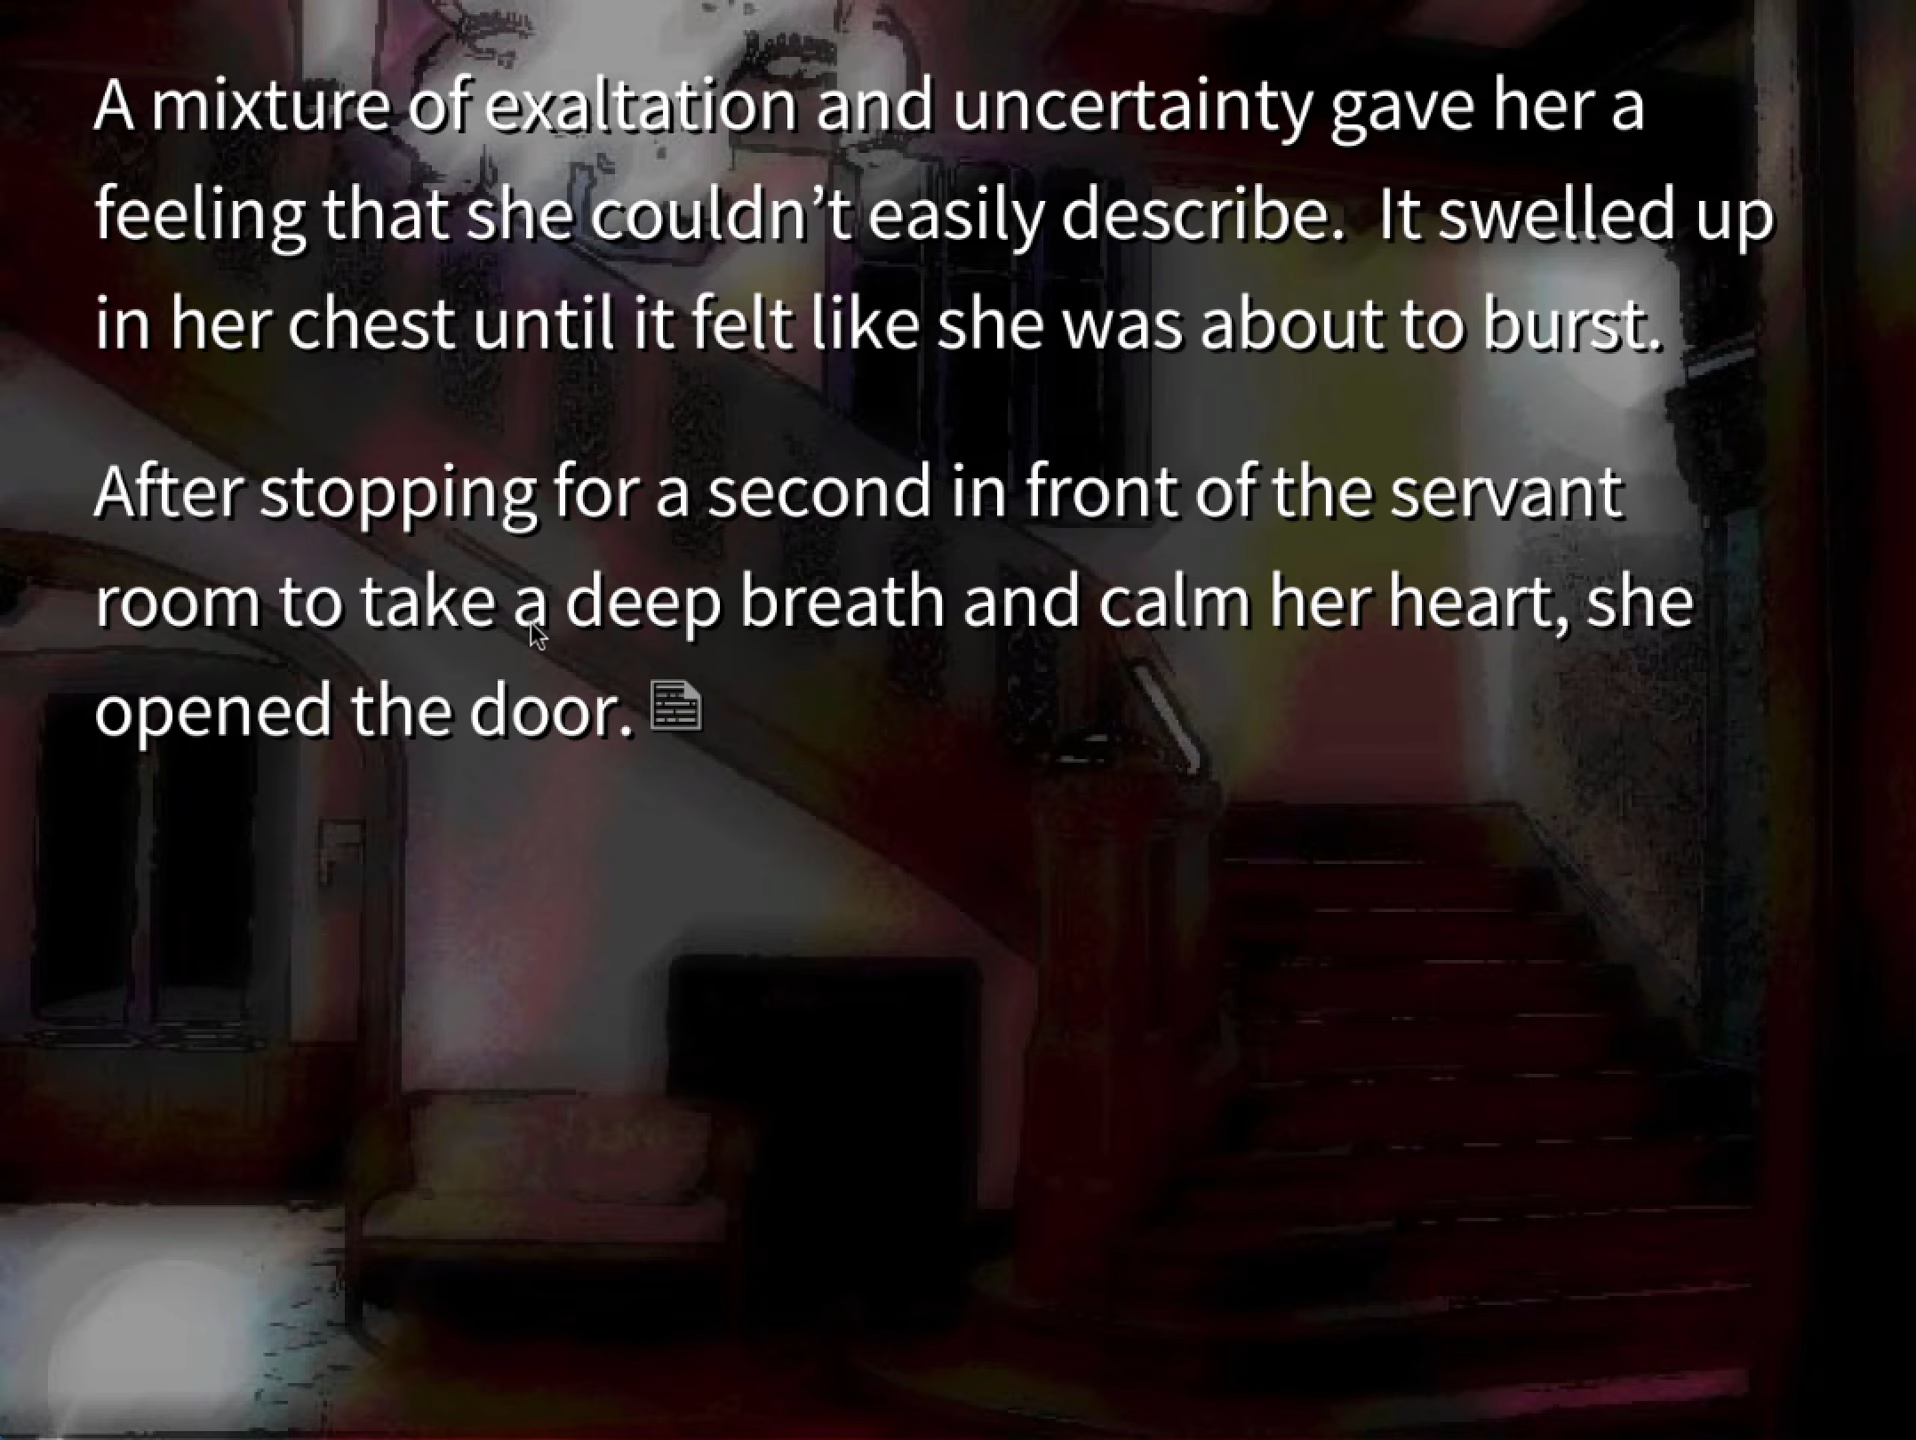 A mixture of exaltation and uncertainty gave her a
feeling that she couldn’t easily describe.  It swelled up
in her chest until it felt like she was about to burst.
After stopping for a second in front of the servant
room to take a deep breath and calm her heart, she
opened the door.